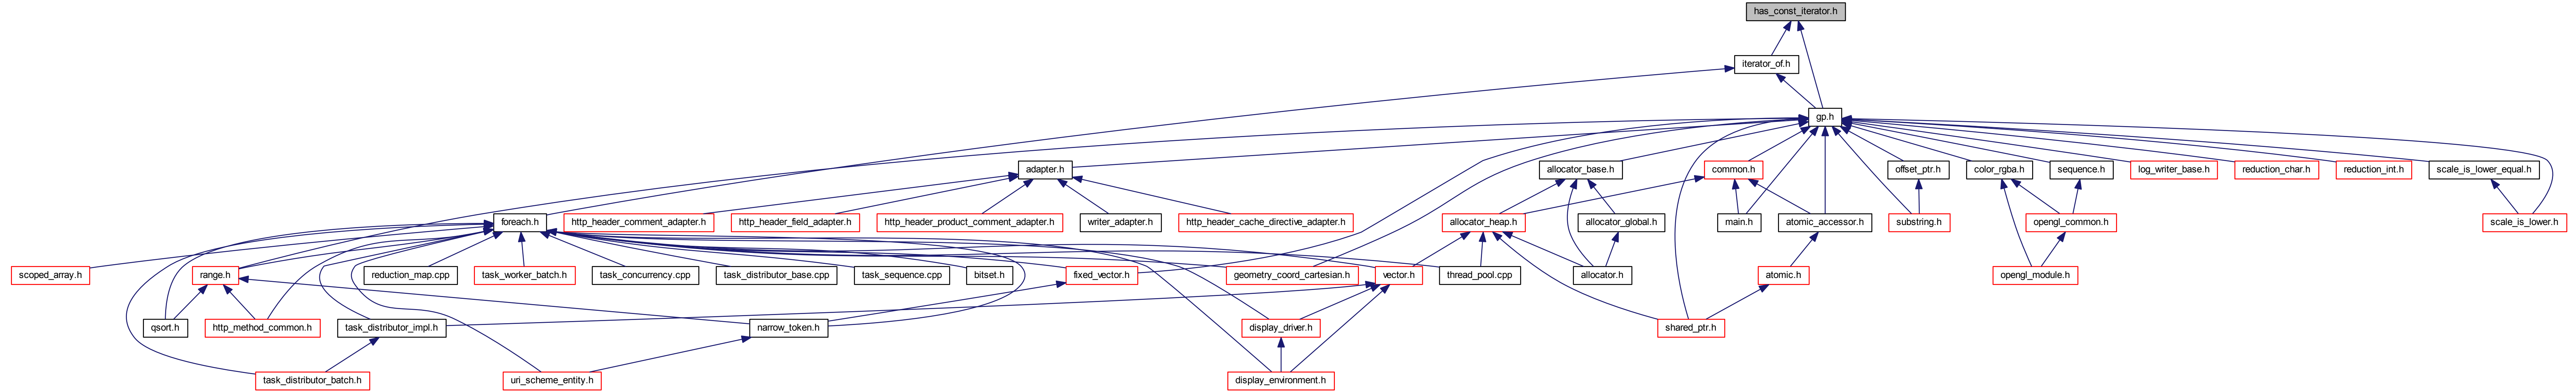 has_const_iterator.h
iterator_of.h
gp.h
adapter.h
allocator_base.h
common.h
offset_ptr.h
color_rgba.h
sequence.h
log_writer_base.h
reduction_char.h
reduction_int.h
scale_is_lower_equal.h
foreach.h
http_header_comment_adapter.h
http_header_field_adapter.h
http_header_product_comment_adapter.h
writer_adapter.h
http_header_cache_directive_adapter.h
allocator_heap.h
allocator_global.h
main.h
atomic_accessor.h
substring.h
opengl_common.h
scale_is_lower.h
scoped_array.h
range.h
reduction_map.cpp
task_worker_batch.h
task_concurrency.cpp
task_distributor_base.cpp
task_sequence.cpp
bitset.h
fixed_vector.h
geometry_coord_cartesian.h
vector.h
thread_pool.cpp
allocator.h
atomic.h
opengl_module.h
qsort.h
http_method_common.h
task_distributor_impl.h
narrow_token.h
display_driver.h
shared_ptr.h
task_distributor_batch.h
uri_scheme_entity.h
display_environment.h